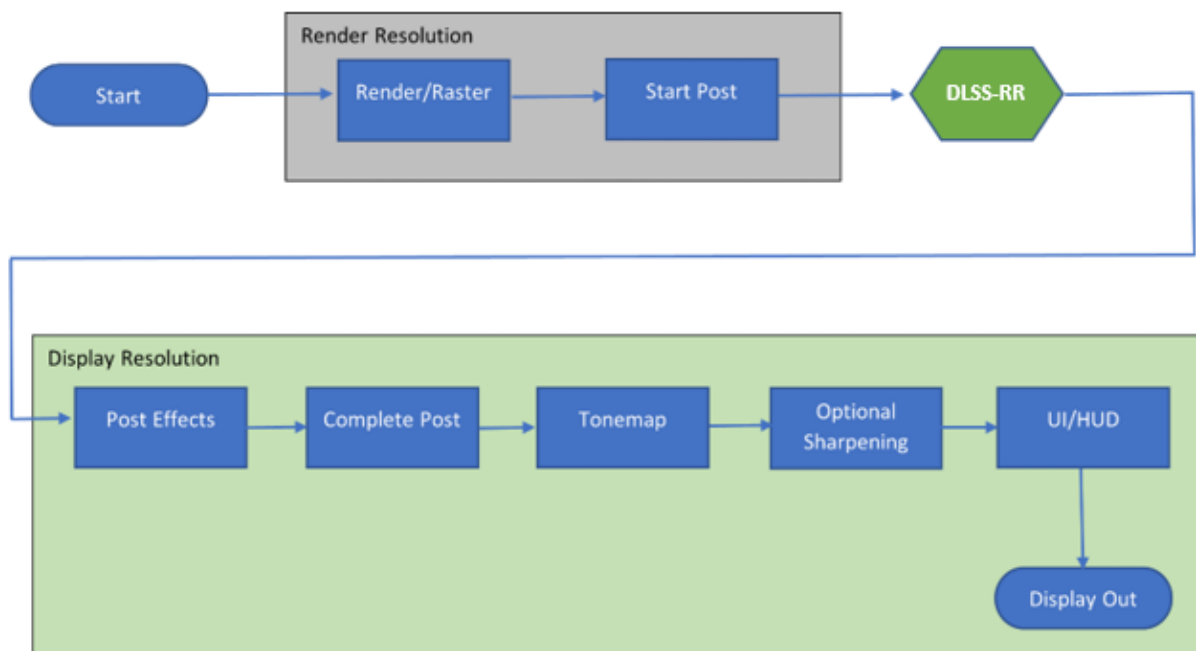 Render Resolution
Start
Render/Raster
Start Post
DLSS-RR
Display Resolution
Post Effects
Complete Post
Tonemap
Optional
Sharpening
UI/HUD
Display Out